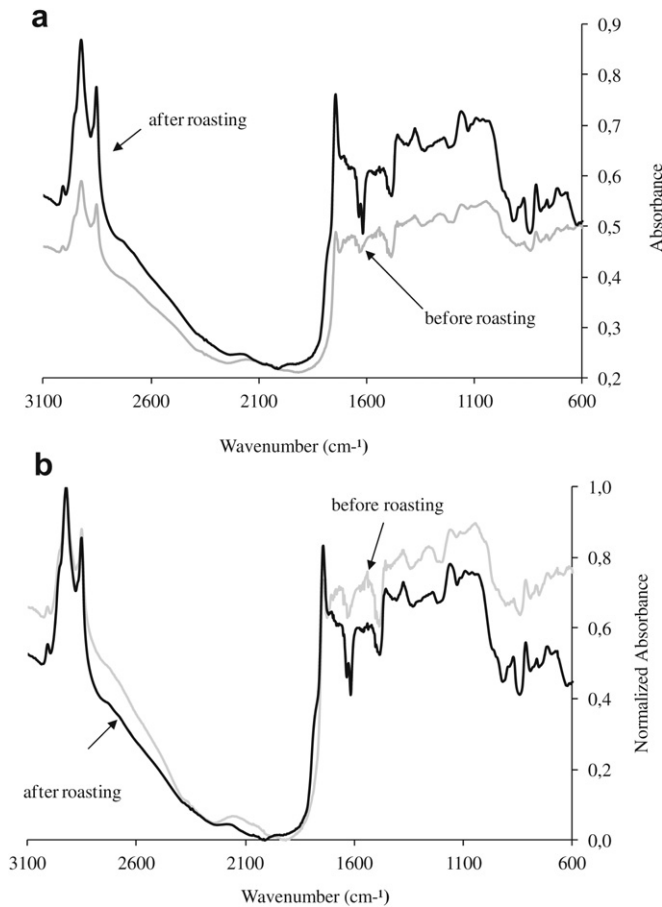 a
0,9
0,8
after roasting
0,7
0,6
Absorbance
0,5
0,4
before roasting
0,3
0,2
3100 2600 2100 1600 1100 600
Wavenumber (cm-¹)
b
1,0
before roasting
0,8
0,6
Normalized Absorbance
0,4
0,2
after roasting
0,0
3100 2600 2100 1600 1100 600
Wavenumber (cm-¹)